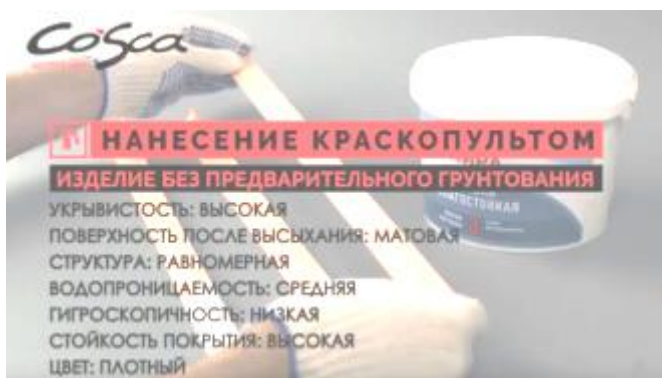 Cosca
НАНЕСЕНИЕ КРАСКОПУЛЬТОМ
ИЗДЕЛИЕ БЕЗ ПРЕДВАРИТЕЛЬНОГО ГРУНТОВАНИЯ
УКРЫВИСТОСТЬ: ВЫСОКАЯ
ПОВЕРХНОСТЬ ПОСЛЕ ВЫСЫХАНИЯ: МАТОВАЯ
СТРУКТУРА: РАВНОМЕРНАЯ
ВОДОПРОНИЦАЕМОСТЬ: СРЕДНЯЯ
ГИГРОСКОПИЧНОСТЬ: НИЗКАЯ
СТОЙКОСТЬ ПОКРЫТИЯ: ВЫСОКАЯ
ЦВЕТ: ПЛОТНЫЙ